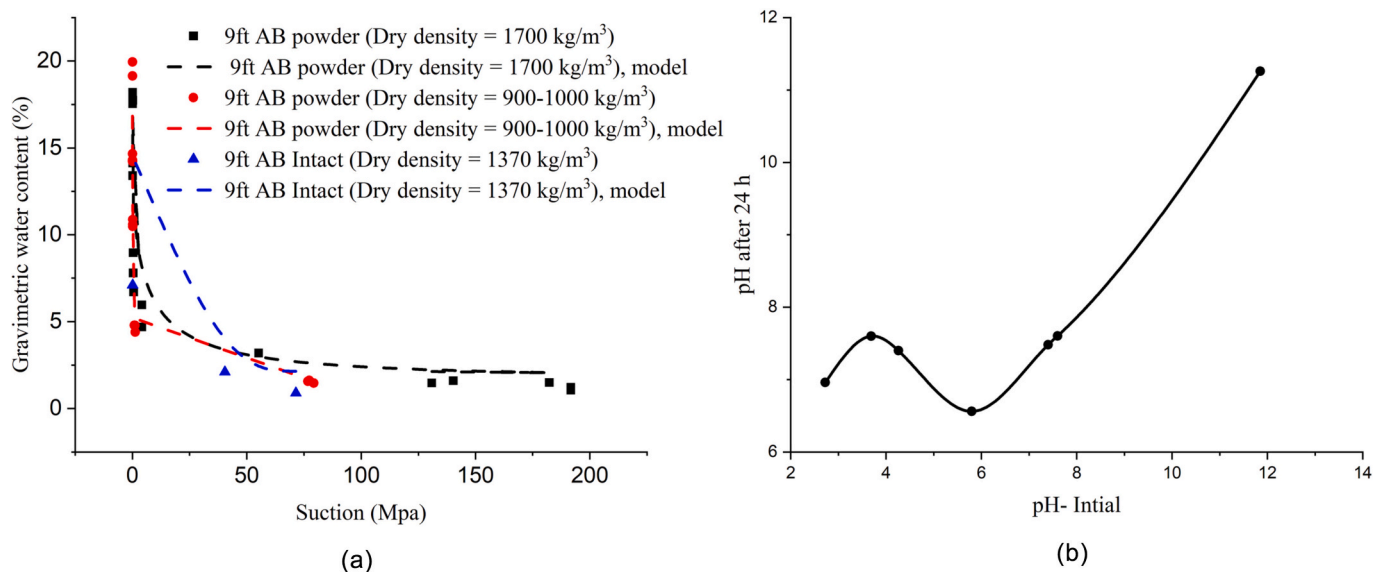 9ft AB powder (Dry density = 1700 kg/m³)
9ft AB powder (Dry density = 1700 kg/m³), model
9ft AB powder (Dry density = 900-1000 kg/m³)
9ft AB powder (Dry density = 900-1000 kg/m³), model
9ft AB Intact (Dry density = 1370 kg/m³)
9ft AB Intact (Dry density = 1370 kg/m³), model
Gravimetric water content (%)
20
15
10
5
0
0 50 100 150 200
Suction (Mpa)
(a)
pH after 24 h
12
10
8
6
2 4 6 8 10 12 14
pH- Intial
(b)